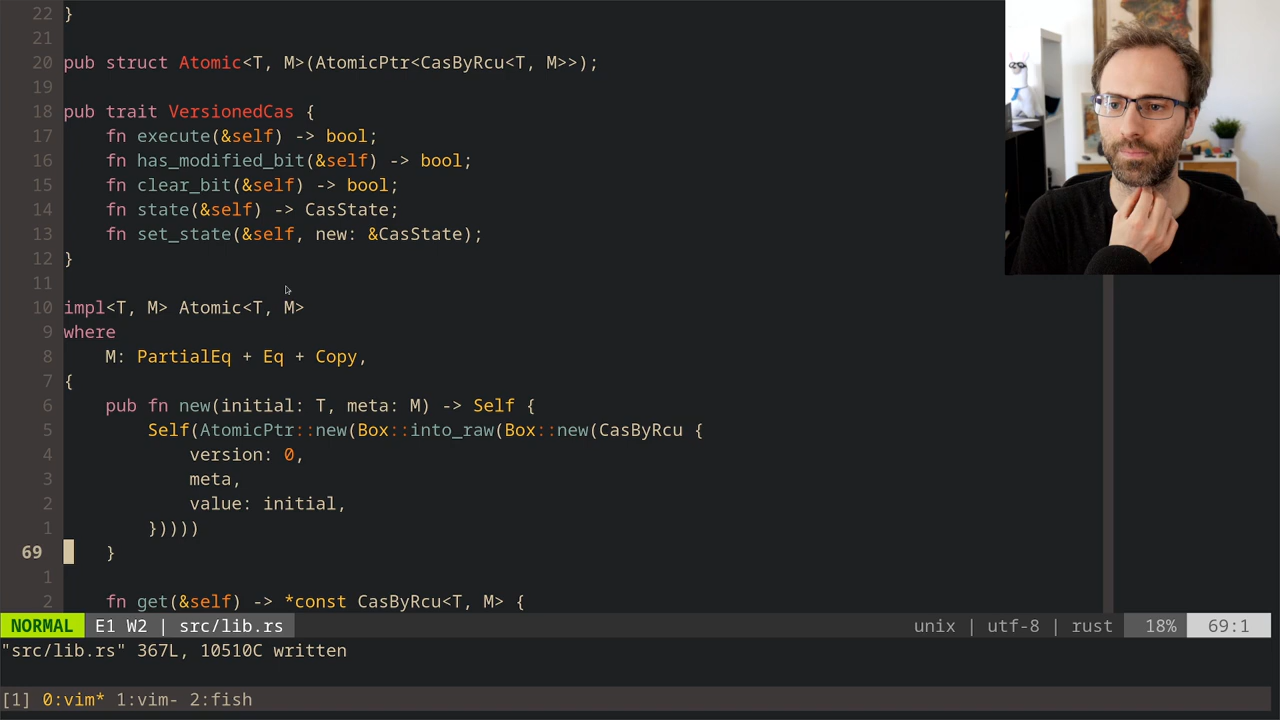 22 }
21
20 pub struct Atomic<T, M>(AtomicPtr<CasByRcu<T, M>>);
19
18 pub trait VersionedCas {
17     fn execute(&self) -> bool;
16     fn has_modified_bit(&self) -> bool;
15     fn clear_bit(&self) -> bool;
14     fn state(&self) -> CasState;
13     fn set_state(&self, new: &CasState);
12 }
11
10 impl<T, M> Atomic<T, M>
9 where
8     M: PartialEq + Eq + Copy,
7 {
6     pub fn new(initial: T, meta: M) -> Self {
5         Self(AtomicPtr::new(Box::into_raw(Box::new(CasByRcu {
4             version: 0,
3             meta,
2             value: initial,
1         }))))
69     }
1
2     fn get(&self) -> *const CasByRcu<T, M> {
NORMAL E1 W2 | src/lib.rs unix | utf-8 | rust 18% 69:1
"src/lib.rs" 367L, 10510C written
[1] 0:vim* 1:vim- 2:fish